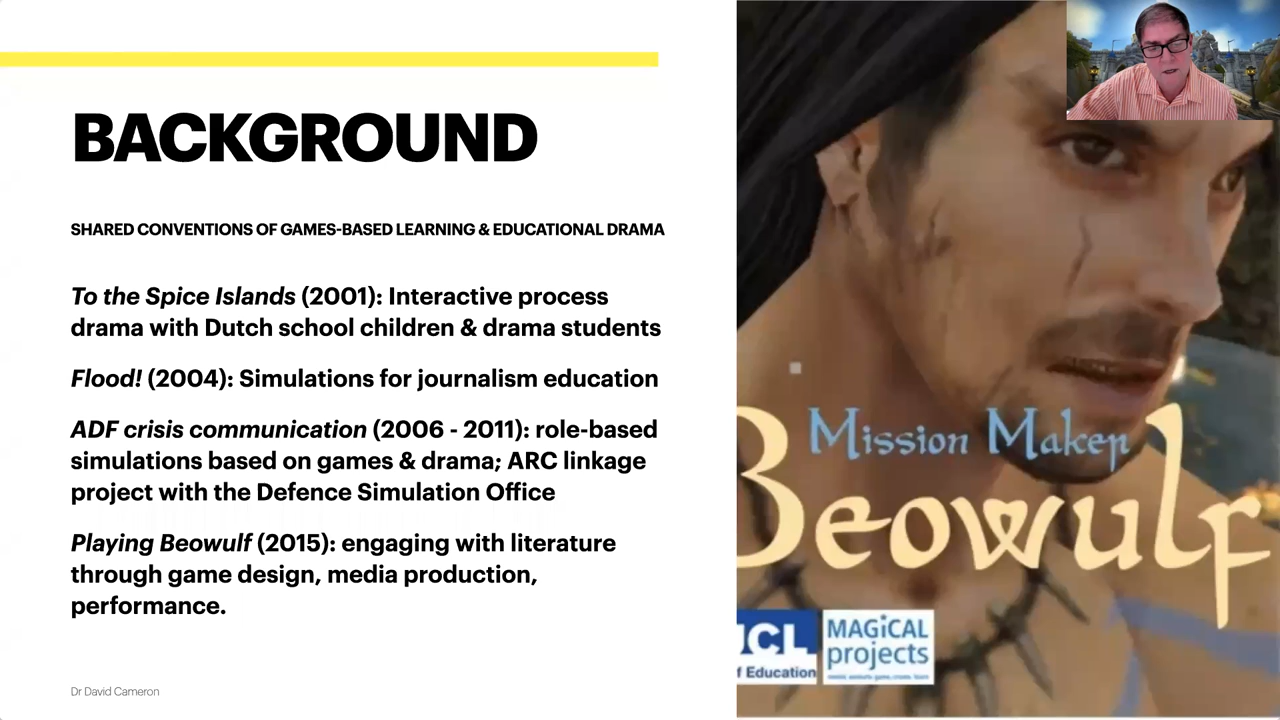 BACKGROUND
SHARED CONVENTIONS OF GAMES-BASED LEARNING & EDUCATIONAL DRAMA
To the Spice Islands (2001): Interactive process
drama with Dutch school children & drama students
Flood! (2004): Simulations for journalism education
ADF crisis communication (2006 - 2011): role-based
simulations based on games & drama; ARC linkage
project with the Defence Simulation Office
Playing Beowulf (2015): engaging with literature
through game design, media production,
performance.
Dr David Cameron
Mission Maker
Beowulf
CL
f Education
MAGiCAL
projects